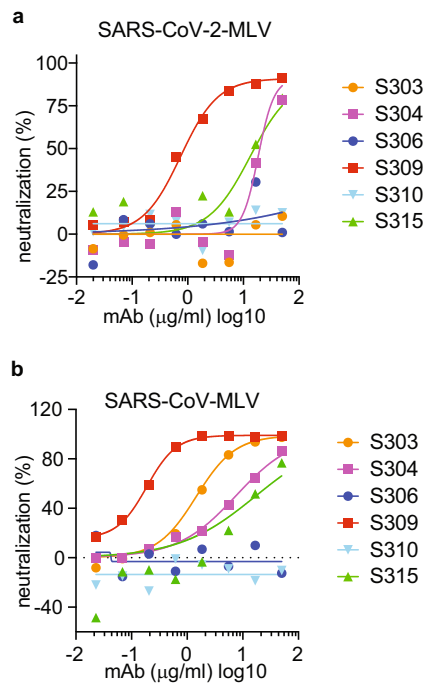 a
SARS-CoV-2-MLV
100
75
50
25
0
-25
neutralization (%)
-2
-1
0
1
2
mAb (μg/ml) log10
S303
S304
S306
S309
S310
S315
b
SARS-CoV-MLV
120
80
40
0
-40
neutralization (%)
-2
-1
0
1
2
mAb (μg/ml) log10
S303
S304
S306
S309
S310
S315